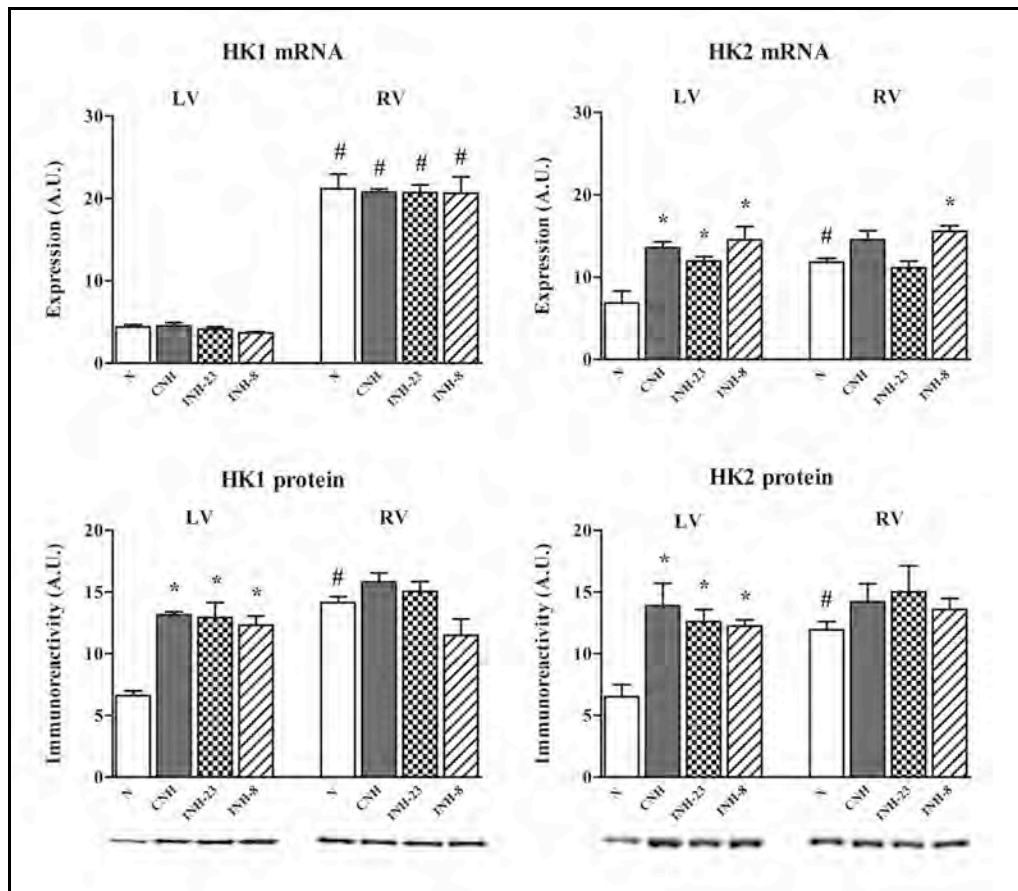 HK1 mRNA
LV RV
Expression (A.U.)
30
20
10
0
# # # #
N CNH INH-23 INH-8 N CNH INH-23 INH-8
HK2 mRNA
LV RV
Expression (A.U.)
30
20
10
0
* * * # *
N CNH INH-23 INH-8 N CNH INH-23 INH-8
HK1 protein
LV RV
Immunoreactivity (A.U.)
20
15
10
5
0
* * * #
N CNH INH-23 INH-8 N CNH INH-23 INH-8
HK2 protein
LV RV
Immunoreactivity (A.U.)
20
15
10
5
0
* * * #
N CNH INH-23 INH-8 N CNH INH-23 INH-8